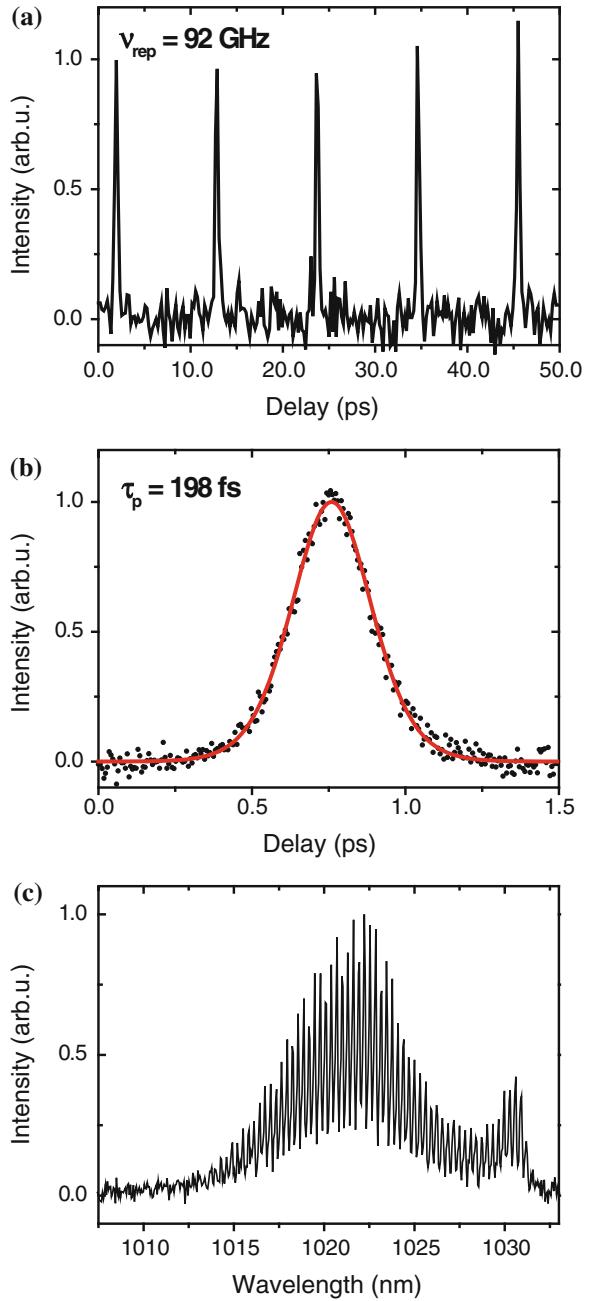 (a)
ν_rep = 92 GHz
1.0
0.5
0.0
Intensity (arb.u.)
0.0 10.0 20.0 30.0 40.0 50.0
Delay (ps)
(b)
τ_p = 198 fs
1.0
0.5
0.0
Intensity (arb.u.)
0.0 0.5 1.0 1.5
Delay (ps)
(c)
1.0
0.5
0.0
Intensity (arb.u.)
1010 1015 1020 1025 1030
Wavelength (nm)